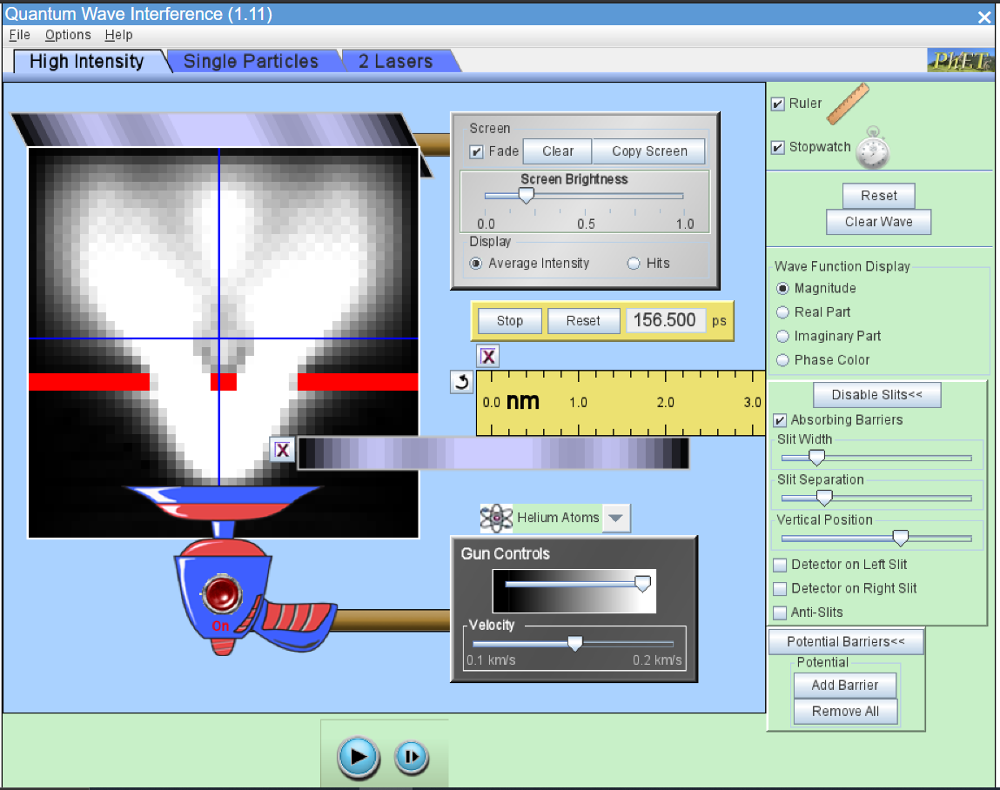 Quantum Wave Interference (1.11)
File Options Help
High Intensity Single Particles 2 Lasers
PhET
Screen
Fade Clear Copy Screen
Screen Brightness
0.0 0.5 1.0
Display
Average Intensity Hits
Stop Reset 156.500 ps
X
0.0 nm 1.0 2.0 3.0
X
Helium Atoms
Gun Controls
Velocity
0.1 km/s 0.2 km/s
On
Ruler
Stopwatch
Reset
Clear Wave
Wave Function Display
Magnitude
Real Part
Imaginary Part
Phase Color
Disable Slits<<
Absorbing Barriers
Slit Width
Slit Separation
Vertical Position
Detector on Left Slit
Detector on Right Slit
Anti-Slits
Potential Barriers<<
Potential
Add Barrier
Remove All